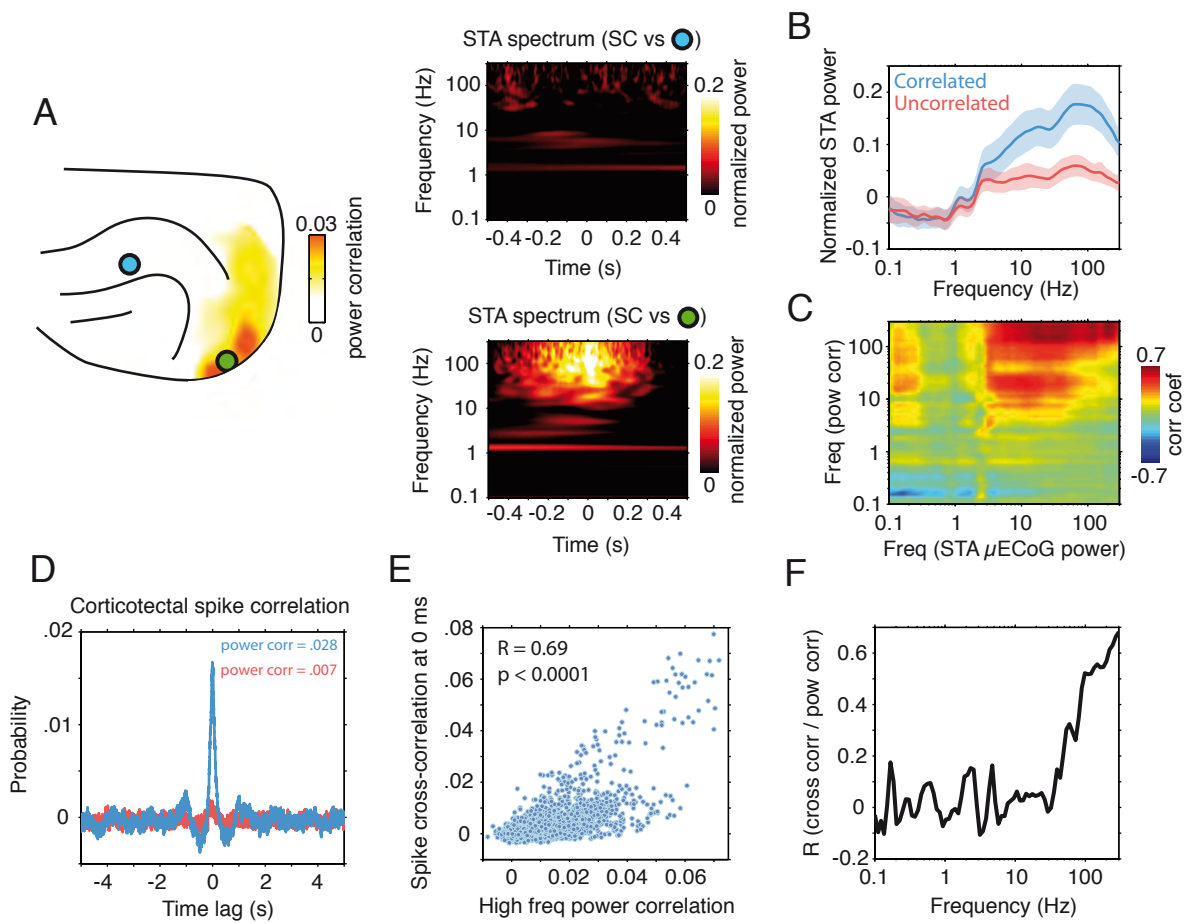 A
0.03
0
power correlation
STA spectrum (SC vs )
Frequency (Hz)
100
10
1
0.1
-0.4 -0.2 0 0.2 0.4
Time (s)
0.2
0
normalized power
STA spectrum (SC vs )
Frequency (Hz)
100
10
1
0.1
-0.4 -0.2 0 0.2 0.4
Time (s)
0.2
0
normalized power
B
Normalized STA power
0.2
0.1
0
-0.1
Correlated
Uncorrelated
0.1 1 10 100
Frequency (Hz)
C
Freq (pow corr)
100
10
1
0.1
0.1 1 10 100
Freq (STA µECoG power)
0.7
-0.7
corr coef
D
Corticotectal spike correlation
Probability
.02
.01
0
power corr = .028
power corr = .007
-4 -2 0 2 4
Time lag (s)
E
Spike cross-correlation at 0 ms
.08
.06
.04
.02
0
R = 0.69
p < 0.0001
0 0.02 0.04 0.06
High freq power correlation
F
R (cross corr / pow corr)
0.6
0.4
0.2
0
-0.2
0.1 1 10 100
Frequency (Hz)